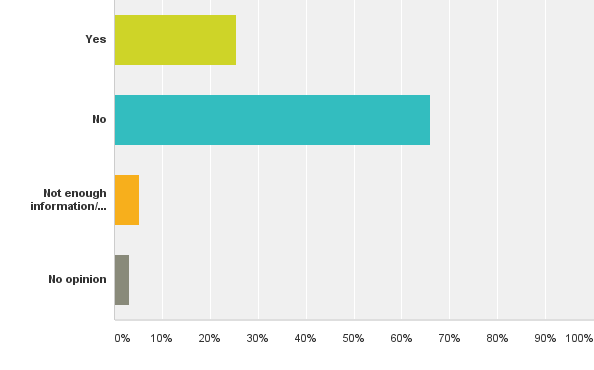 Yes
No
Not enough
information/...
No opinion
0% 10% 20% 30% 40% 50% 60% 70% 80% 90% 100%